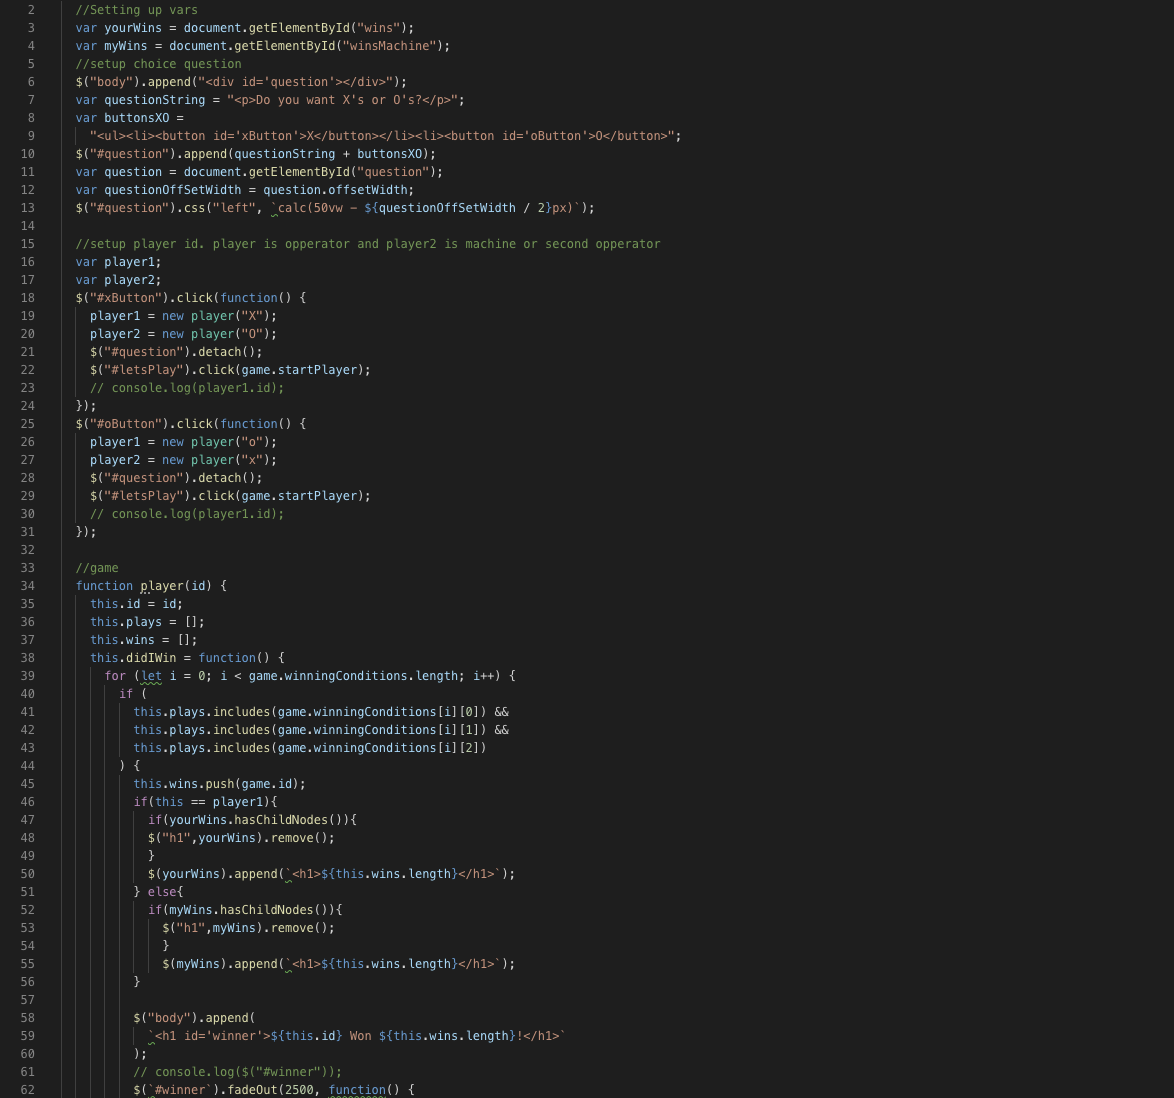 2 //Setting up vars
3 var yourWins = document.getElementById("wins");
4 var myWins = document.getElementById("winsMachine");
5 //setup choice question
6 $("body").append("<div id='question'></div>");
7 var questionString = "<p>Do you want X's or O's?</p>";
8 var buttonsXO =
9 "<ul><li><button id='xButton'>X</button></li><li><button id='oButton'>O</button>";
10 $("#question").append(questionString + buttonsXO);
11 var question = document.getElementById("question");
12 var questionOffSetWidth = question.offsetWidth;
13 $("#question").css("left", `calc(50vw - ${questionOffSetWidth / 2}px)`);
14
15 //setup player id. player is opperator and player2 is machine or second opperator
16 var player1;
17 var player2;
18 $("#xButton").click(function() {
19 player1 = new player("X");
20 player2 = new player("O");
21 $("#question").detach();
22 $("#letsPlay").click(game.startPlayer);
23 // console.log(player1.id);
24 });
25 $("#oButton").click(function() {
26 player1 = new player("o");
27 player2 = new player("x");
28 $("#question").detach();
29 $("#letsPlay").click(game.startPlayer);
30 // console.log(player1.id);
31 });
32
33 //game
34 function player(id) {
35 this.id = id;
36 this.plays = [];
37 this.wins = [];
38 this.didIWin = function() {
39 for (let i = 0; i < game.winningConditions.length; i++) {
40 if (
41 this.plays.includes(game.winningConditions[i][0]) &&
42 this.plays.includes(game.winningConditions[i][1]) &&
43 this.plays.includes(game.winningConditions[i][2])
44 ) {
45 this.wins.push(game.id);
46 if(this == player1){
47 if(yourWins.hasChildNodes()){
48 $("h1",yourWins).remove();
49 }
50 $(yourWins).append(`<h1>${this.wins.length}</h1>`);
51 } else{
52 if(myWins.hasChildNodes()){
53 $("h1",myWins).remove();
54 }
55 $(myWins).append(`<h1>${this.wins.length}</h1>`);
56 }
57
58 $("body").append(
59 `<h1 id='winner'>${this.id} Won ${this.wins.length}!</h1>`
60 );
61 // console.log($("#winner"));
62 $(`#winner`).fadeOut(2500, function() {